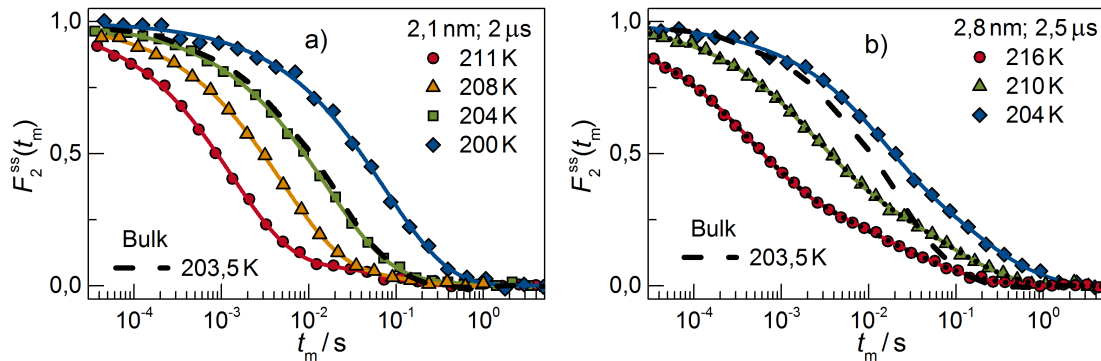 2,1 nm; 2 μs
a)
211 K
208 K
204 K
200 K
Bulk
203,5 K
F₂ˢˢ(tₘ)
1,0
0,5
0,0
10⁻⁴ 10⁻³ 10⁻² 10⁻¹ 10⁰
tₘ / s
2,8 nm; 2,5 μs
b)
216 K
210 K
204 K
Bulk
203,5 K
F₂ˢˢ(tₘ)
1,0
0,5
0,0
10⁻⁴ 10⁻³ 10⁻² 10⁻¹ 10⁰
tₘ / s